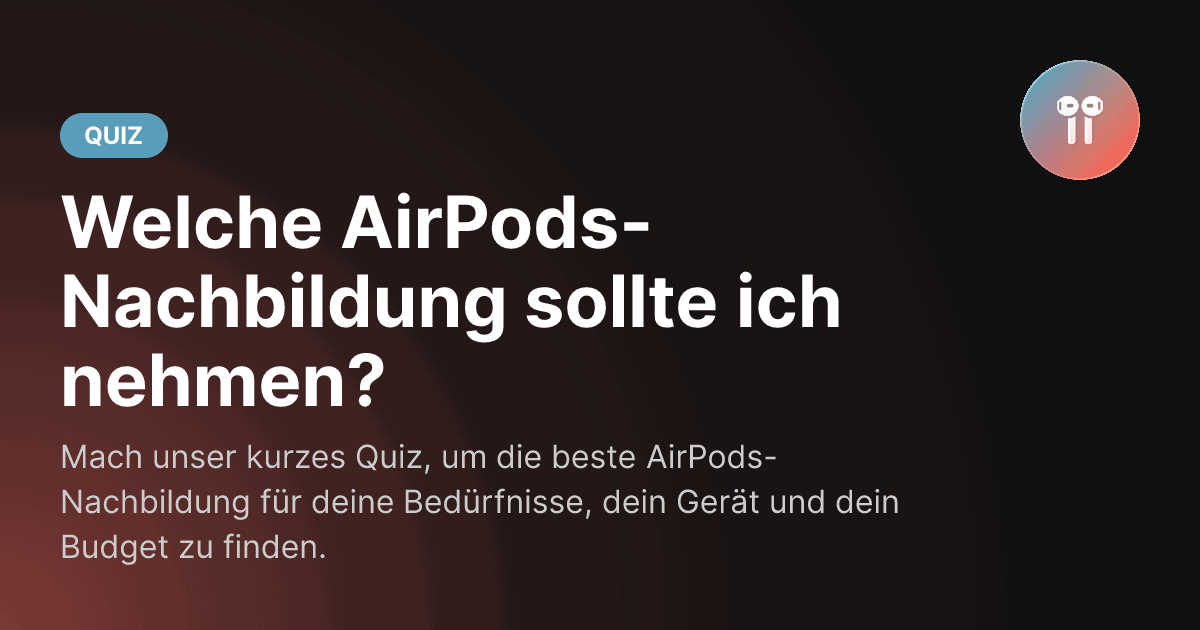 QUIZ
Welche AirPods-
Nachbildung sollte ich
nehmen?
Mach unser kurzes Quiz, um die beste AirPods-
Nachbildung für deine Bedürfnisse, dein Gerät und dein
Budget zu finden.